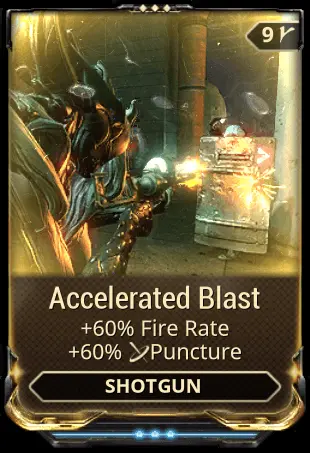 9
Accelerated Blast
+60% Fire Rate
+60% Puncture
SHOTGUN